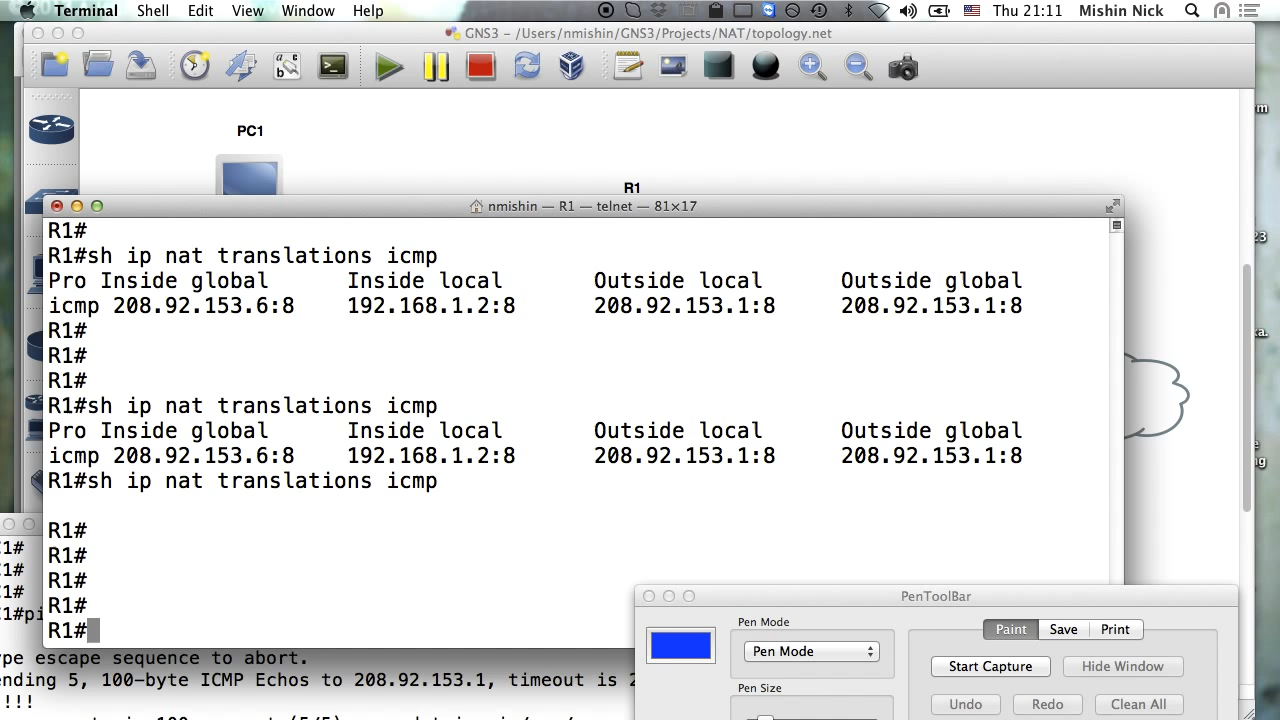 Terminal Shell Edit View Window Help Thu 21:11 Mishin Nick
GNS3 – /Users/nmishin/GNS3/Projects/NAT/topology.net
PC1
R1
nmishin — R1 — telnet — 81×17
R1#
R1#sh ip nat translations icmp
Pro Inside global Inside local Outside local Outside global
icmp 208.92.153.6:8 192.168.1.2:8 208.92.153.1:8 208.92.153.1:8
R1#
R1#
R1#
R1#sh ip nat translations icmp
Pro Inside global Inside local Outside local Outside global
icmp 208.92.153.6:8 192.168.1.2:8 208.92.153.1:8 208.92.153.1:8
R1#sh ip nat translations icmp
R1#
R1#
R1#
R1#
R1#
C1#
C1#
C1#
C1#pi
ype escape sequence to abort.
ending 5, 100-byte ICMP Echos to 208.92.153.1, timeout is 2
!!!!
PenToolBar
Pen Mode
Pen Mode
Pen Size
Paint Save Print
Start Capture Hide Window
Undo Redo Clean All